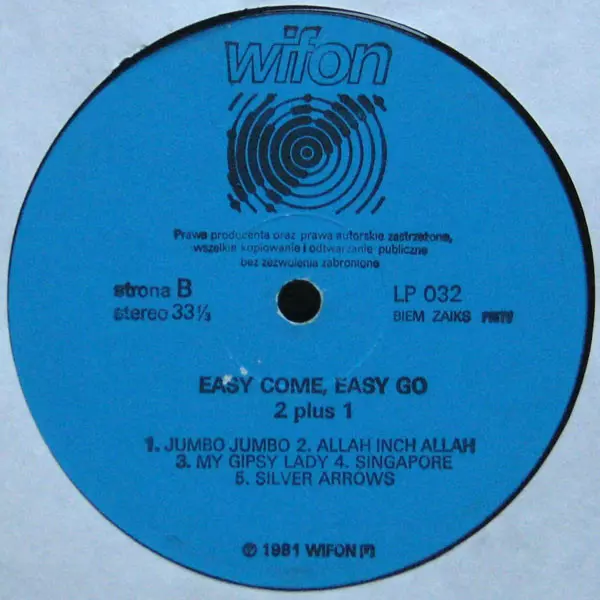 wifon
Prawa producenta oraz prawa autorskie zastrzeżone,
wszelkie kopiowanie i odtwarzanie publiczne
bez zezwolenia zabronione
strona B
stereo 33 1/3
LP 032
BIEM ZAIKS
EASY COME, EASY GO
2 plus 1
1. JUMBO JUMBO 2. ALLAH INCH ALLAH
3. MY GIPSY LADY 4. SINGAPORE
5. SILVER ARROWS
℗ 1981 WIFON